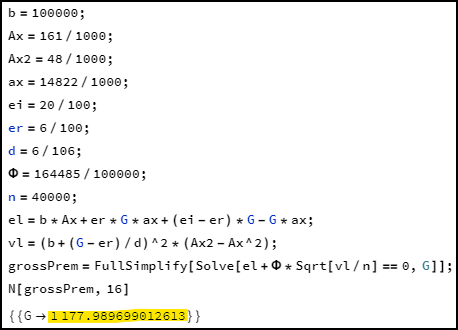 b = 100000;
Ax = 161 / 1000;
Ax2 = 48 / 1000;
ax = 14822 / 1000;
ei = 20 / 100;
er = 6 / 100;
d = 6 / 106;
Φ = 164485 / 100000;
n = 40000;
el = b * Ax + er * G * ax + (ei - er) * G - G * ax;
vl = (b + (G - er) / d) ^ 2 * (Ax2 - Ax ^ 2);
grossPrem = FullSimplify[Solve[el + Φ * Sqrt[vl / n] == 0, G]];
N[grossPrem, 16]
{{G → 1177.989699012613}}